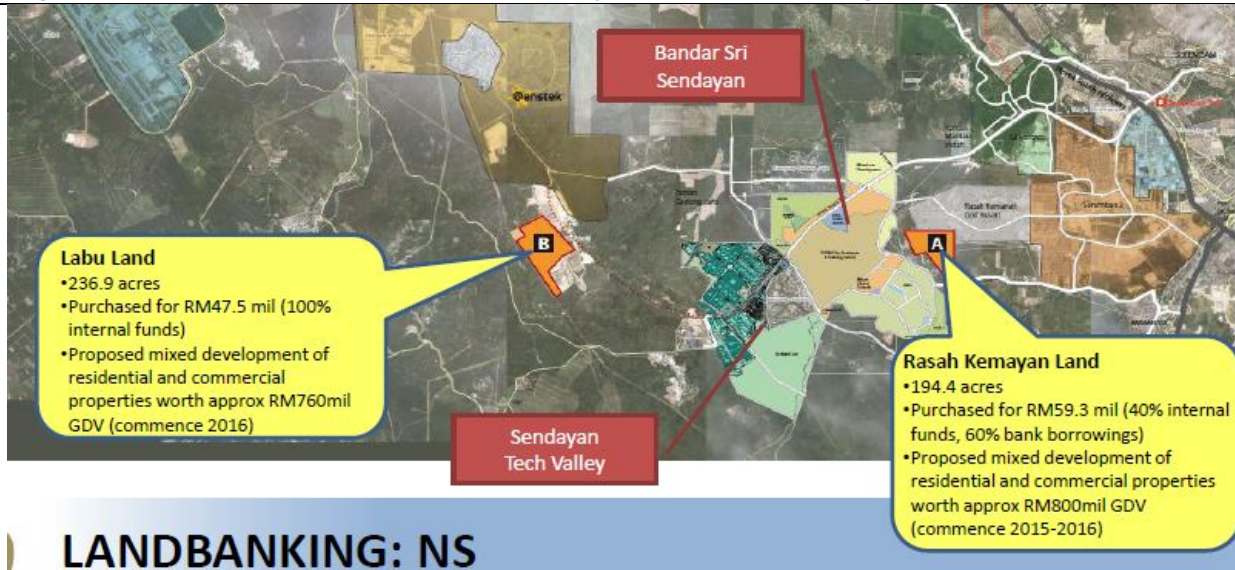 Bandar Sri
Sendayan
@enstek
B
A
Seremban 2
Labu Land
•236.9 acres
•Purchased for RM47.5 mil (100%
internal funds)
•Proposed mixed development of
residential and commercial
properties worth approx RM760mil
GDV (commence 2016)
Rasah Kemayan Land
•194.4 acres
•Purchased for RM59.3 mil (40% internal
funds, 60% bank borrowings)
•Proposed mixed development of
residential and commercial properties
worth approx RM800mil GDV
(commence 2015-2016)
Sendayan
Tech Valley
LANDBANKING: NS